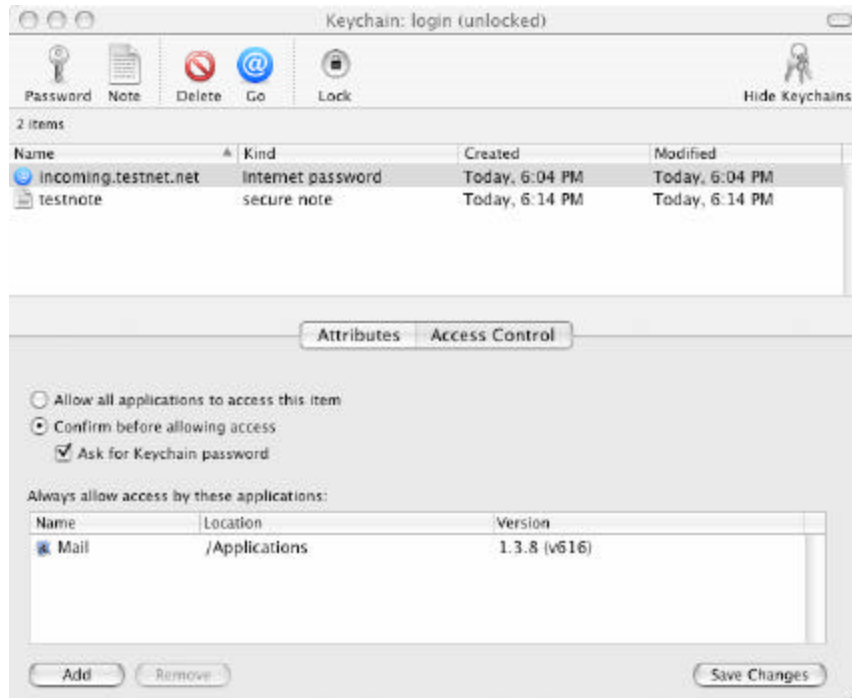 Keychain: login (unlocked)
Password Note Delete Go Lock Hide Keychains
2 items
Name Kind Created Modified
incoming.testnet.net Internet password Today, 6:04 PM Today, 6:04 PM
testnote secure note Today, 6:14 PM Today, 6:14 PM
Attributes Access Control
Allow all applications to access this item
Confirm before allowing access
Ask for Keychain password
Always allow access by these applications:
Name Location Version
Mail /Applications 1.3.8 (v616)
Add Remove Save Changes